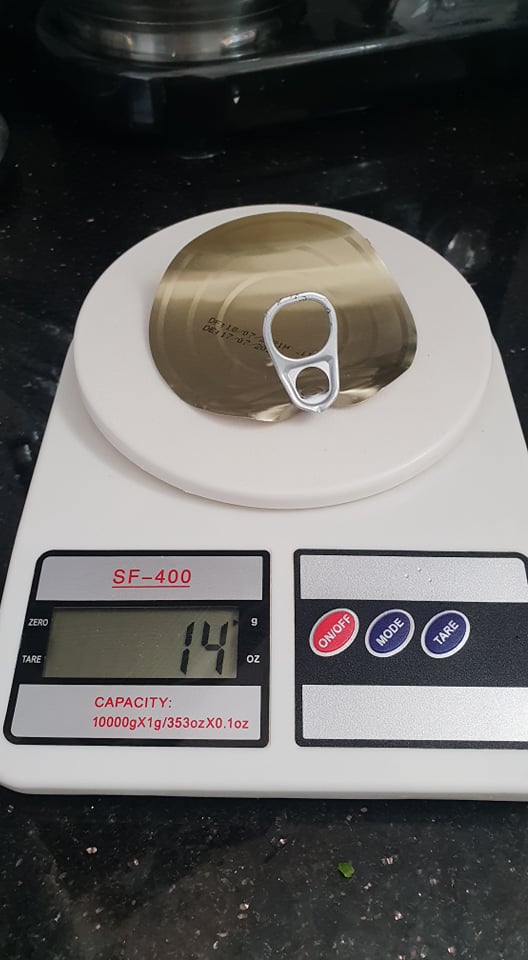 SF-400
ZERO
g
14
TARE
OZ
CAPACITY:
10000gX1g/353ozX0.1oz
ON/OFF
MODE
TARE